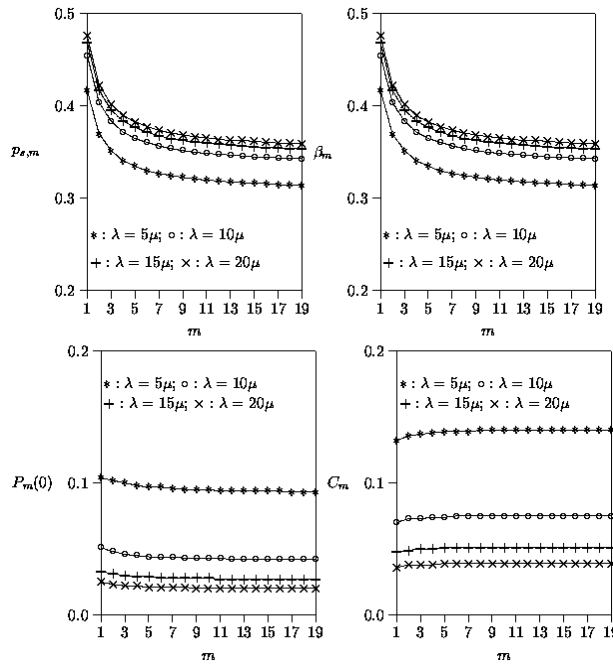 0.5
0.4
p_{s,m}
0.3
∗ : λ = 5μ; ○ : λ = 10μ
+ : λ = 15μ; × : λ = 20μ
0.2
1 3 5 7 9 11 13 15 17 19
m
0.5
0.4
β_m
0.3
∗ : λ = 5μ; ○ : λ = 10μ
+ : λ = 15μ; × : λ = 20μ
0.2
1 3 5 7 9 11 13 15 17 19
m
0.2
∗ : λ = 5μ; ○ : λ = 10μ
+ : λ = 15μ; × : λ = 20μ
P_m(0)
0.1
0.0
1 3 5 7 9 11 13 15 17 19
m
0.2
∗ : λ = 5μ; ○ : λ = 10μ
+ : λ = 15μ; × : λ = 20μ
C_m
0.1
0.0
1 3 5 7 9 11 13 15 17 19
m